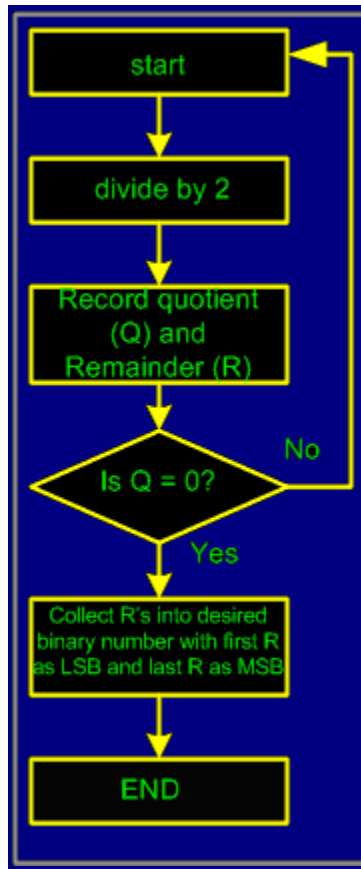 start
divide by 2
Record quotient
(Q) and
Remainder (R)
Is Q = 0?
No
Yes
Collect R's into desired
binary number with first R
as LSB and last R as MSB
END